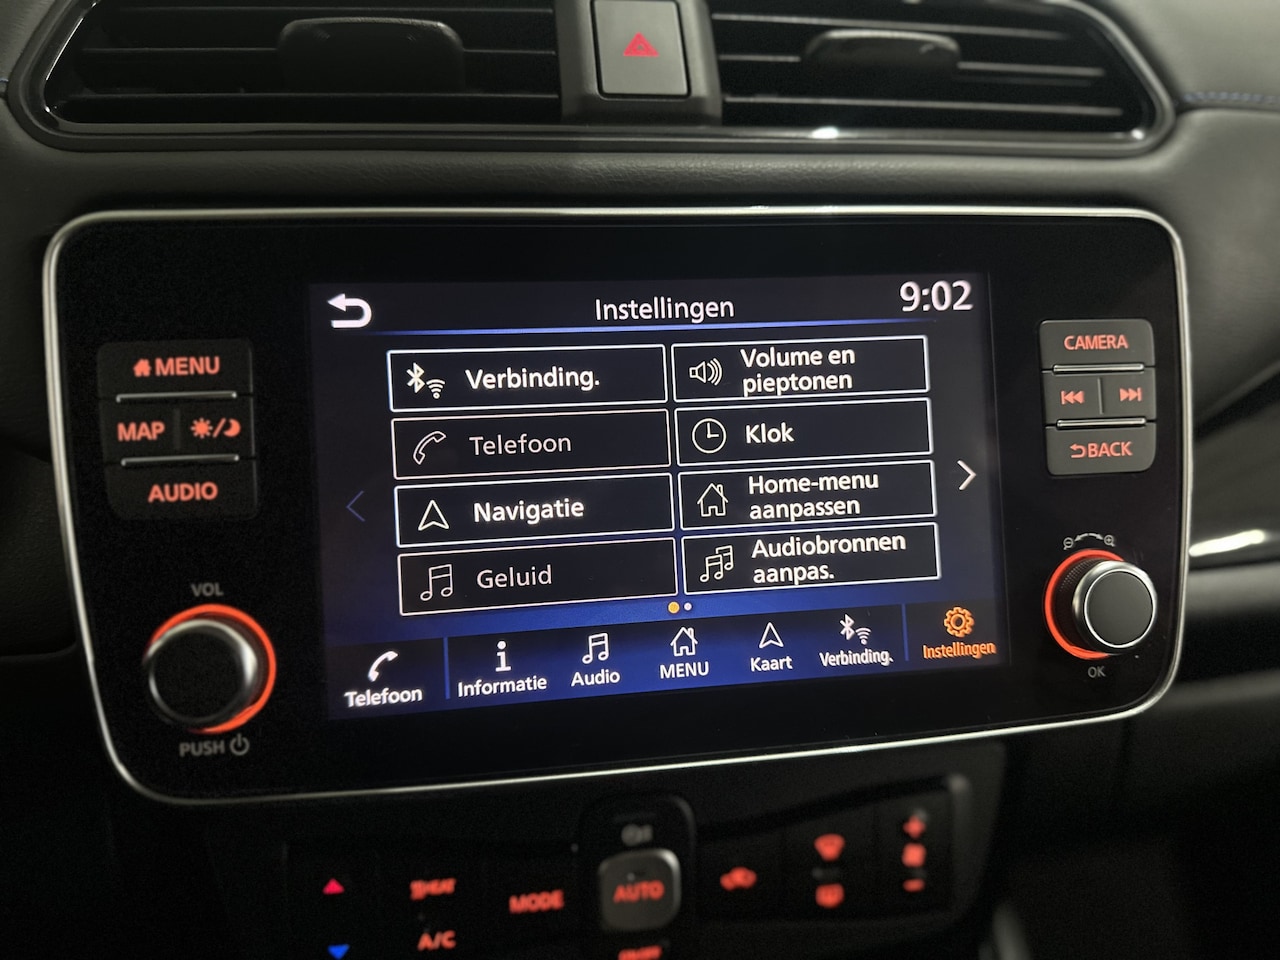 Instellingen
9:02
MENU
MAP
AUDIO
VOL
PUSH
Verbinding.
Telefoon
Navigatie
Geluid
Volume en
pieptonen
Klok
Home-menu
aanpassen
Audiobronnen
aanpas.
Telefoon
Informatie
Audio
MENU
Kaart
Verbinding.
Instellingen
CAMERA
BACK
OK
HEAT
A/C
MODE
AUTO